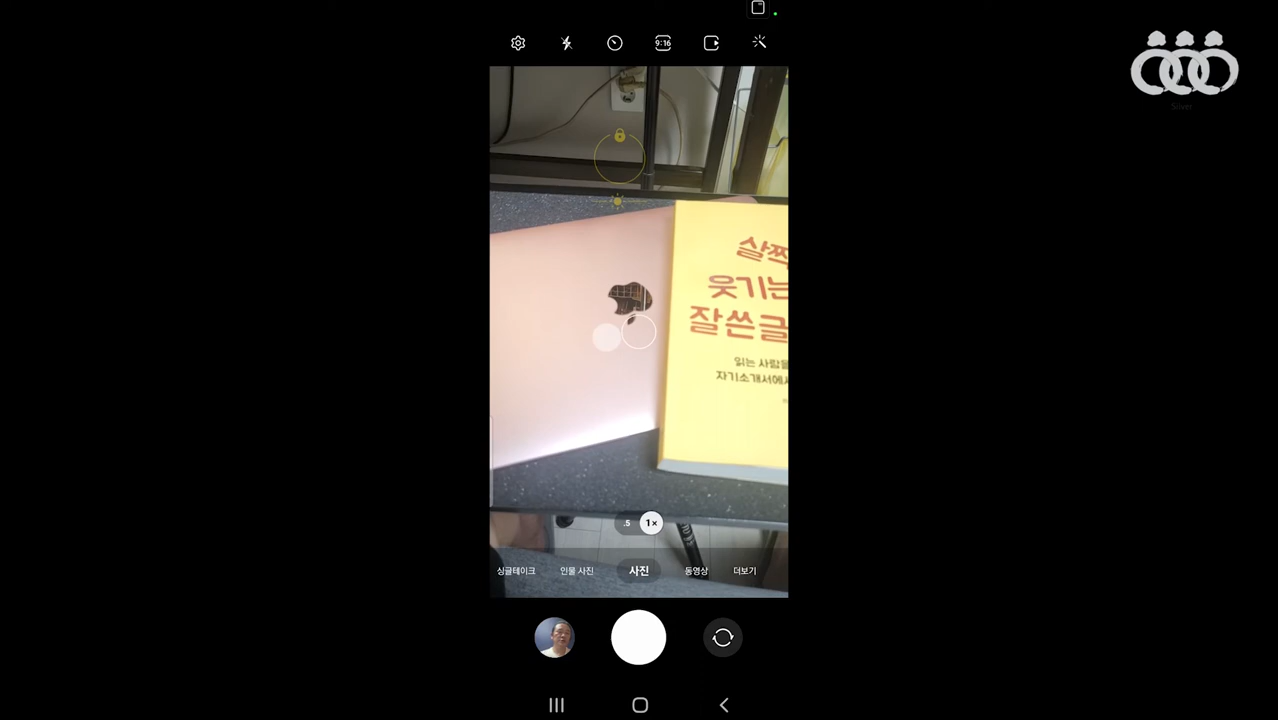 9:16
Silver
살짝
웃기는
잘쓴글
읽는 사람을
자기소개서에서
.5
1×
싱글테이크
인물 사진
사진
동영상
더보기